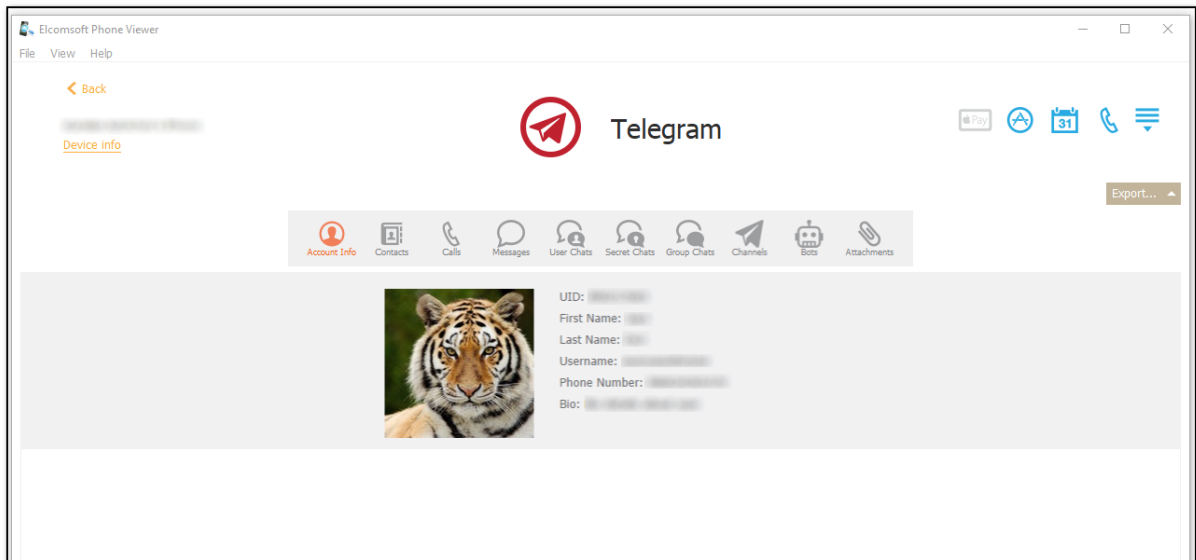 Elcomsoft Phone Viewer
File View Help
Back
Device info
Telegram
Pay 31
Export...
Account Info Contacts Calls Messages User Chats Secret Chats Group Chats Channels Bots Attachments
UID:
First Name:
Last Name:
Username:
Phone Number:
Bio: